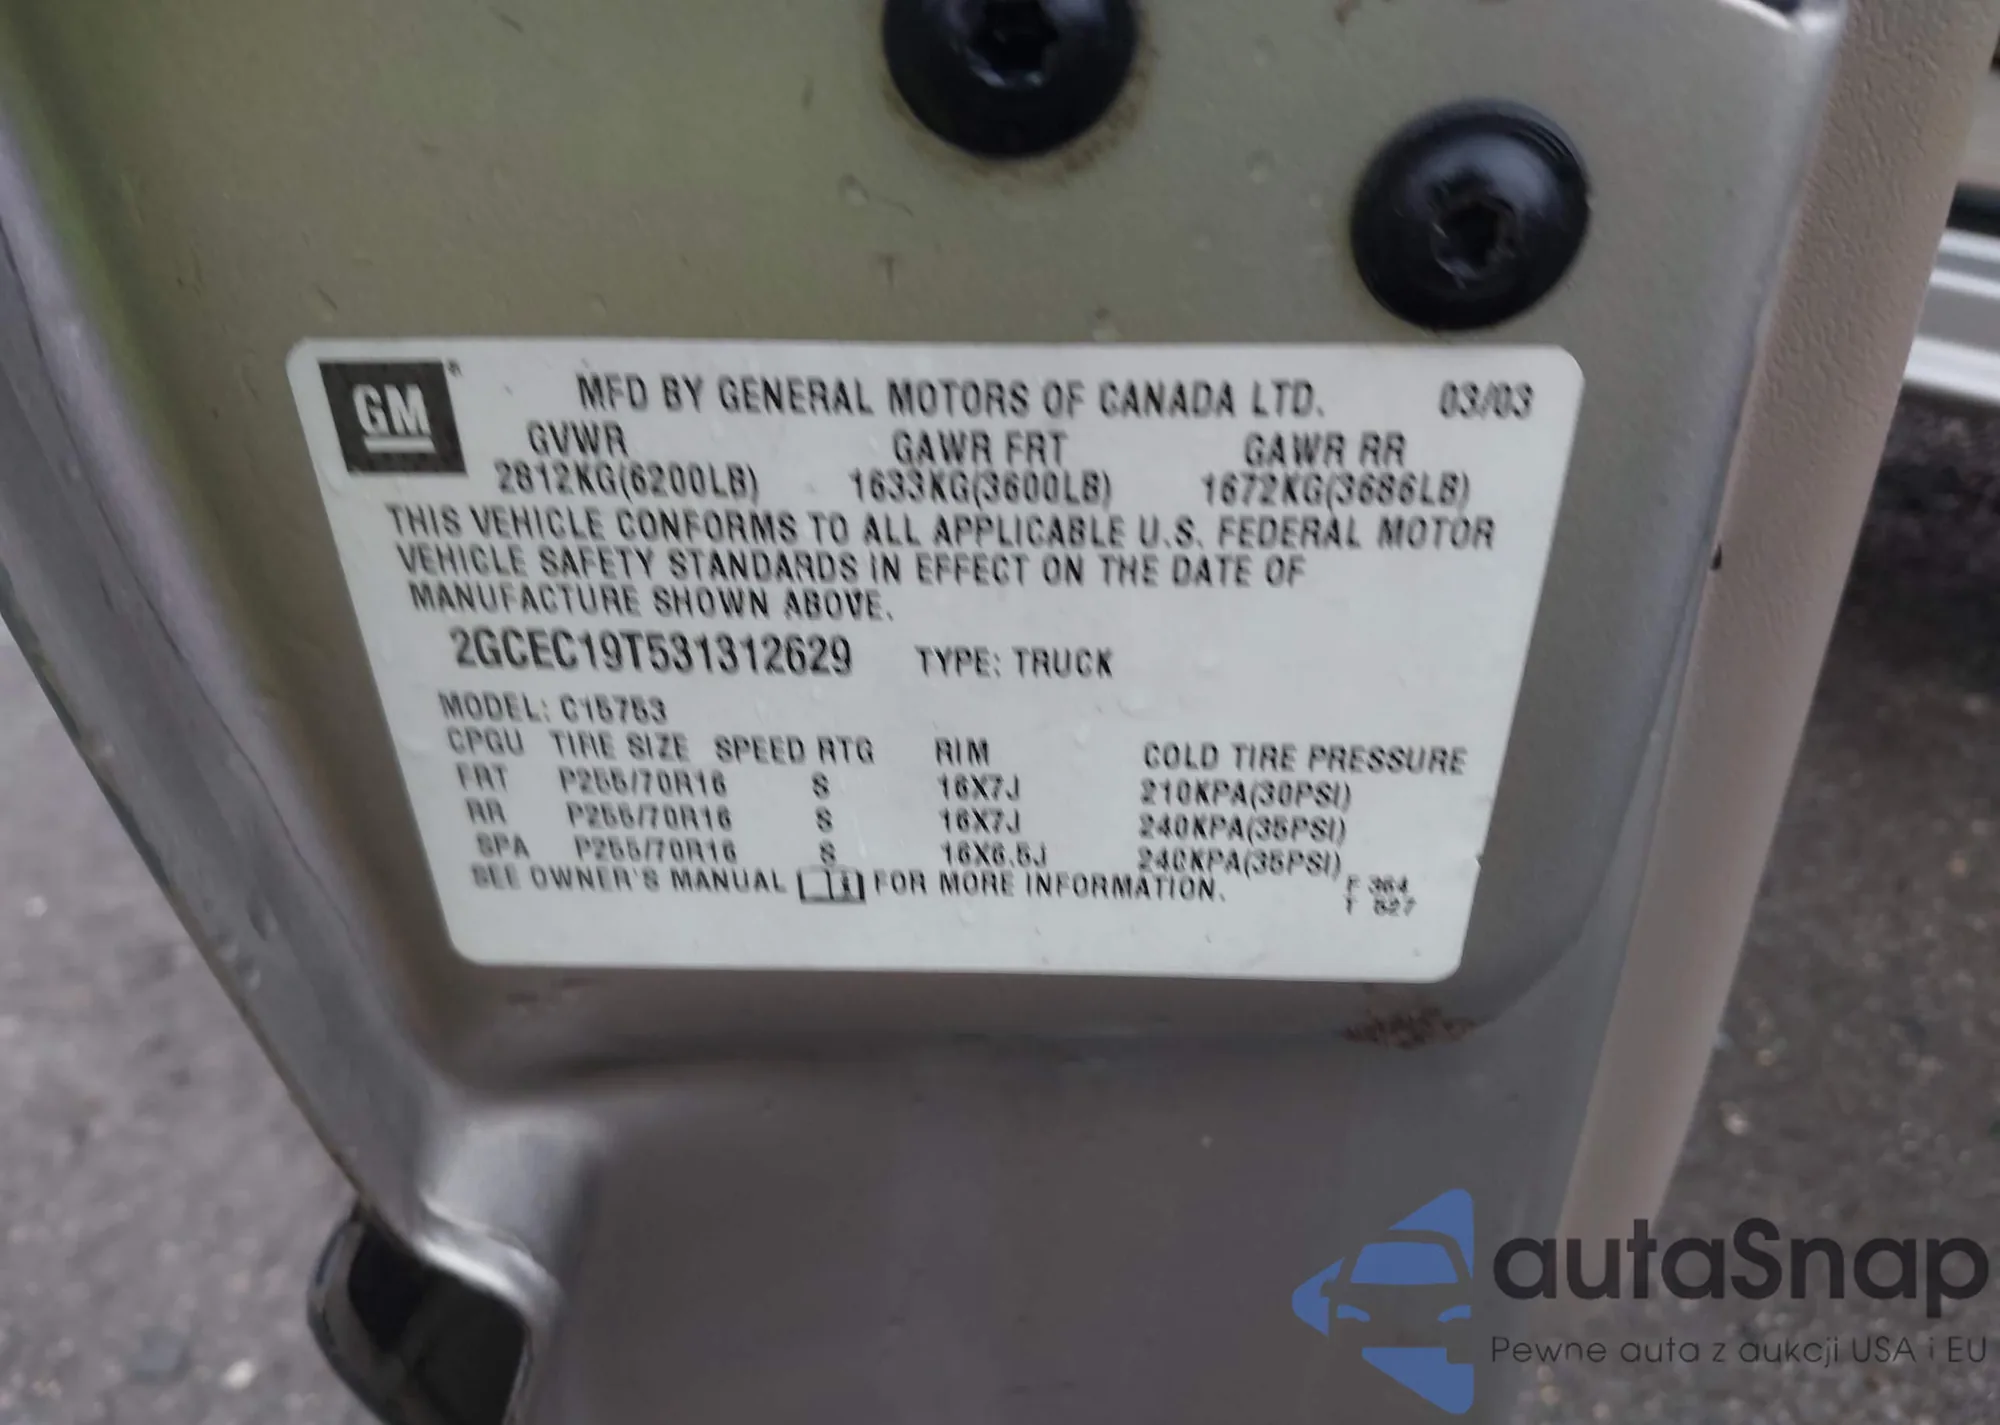 GM
MFD BY GENERAL MOTORS OF CANADA LTD. 03/03
GVWR GAWR FRT GAWR RR
2812KG(6200LB) 1633KG(3600LB) 1672KG(3686LB)
THIS VEHICLE CONFORMS TO ALL APPLICABLE U.S. FEDERAL MOTOR
VEHICLE SAFETY STANDARDS IN EFFECT ON THE DATE OF
MANUFACTURE SHOWN ABOVE.
2GCEC19T531312629 TYPE: TRUCK
MODEL: C15753
CPGU TIRE SIZE SPEED RTG RIM COLD TIRE PRESSURE
FRT P255/70R16 S 16X7J 210KPA(30PSI)
RR P255/70R16 S 16X7J 240KPA(35PSI)
SPA P255/70R16 S 16X6.5J 240KPA(35PSI)
SEE OWNER'S MANUAL FOR MORE INFORMATION.
F 364
T 527
autaSnap
Pewne auta z aukcji USA i EU